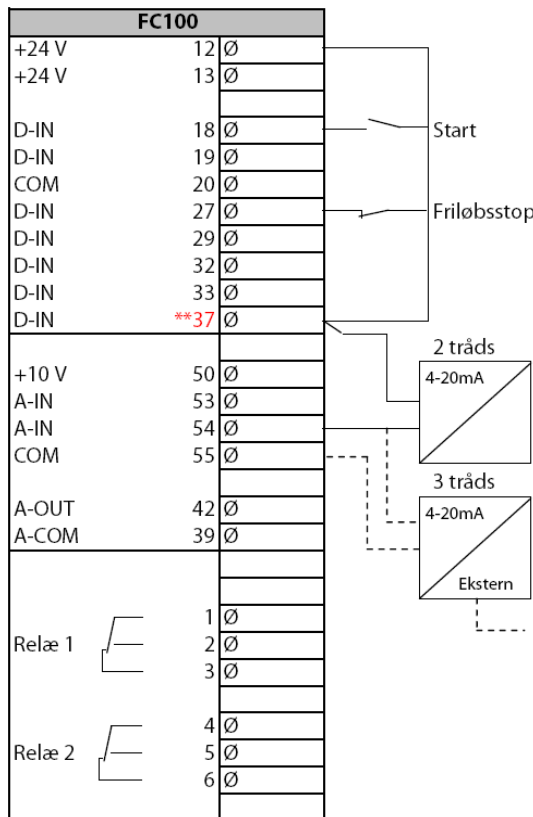 FC100
+24 V 12 Ø
+24 V 13 Ø
D-IN 18 Ø Start
D-IN 19 Ø
COM 20 Ø
D-IN 27 Ø Friløbsstop
D-IN 29 Ø
D-IN 32 Ø
D-IN 33 Ø
D-IN **37 Ø
2 tråds
+10 V 50 Ø 4-20mA
A-IN 53 Ø
A-IN 54 Ø
COM 55 Ø
3 tråds
A-OUT 42 Ø 4-20mA
A-COM 39 Ø
Ekstern
1 Ø
Relæ 1 2 Ø
3 Ø
4 Ø
Relæ 2 5 Ø
6 Ø